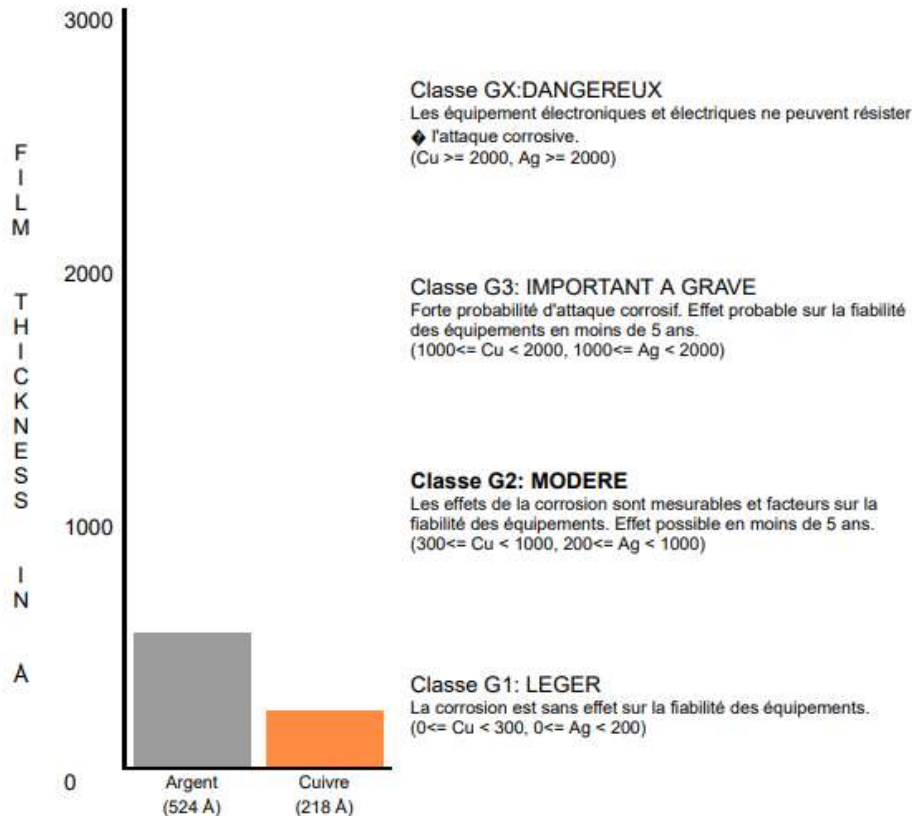 FILM THICKNESS IN Å
3000
2000
1000
0
Classe GX:DANGEREUX
Les équipement électroniques et électriques ne peuvent résister
� l'attaque corrosive.
(Cu >= 2000, Ag >= 2000)
Classe G3: IMPORTANT A GRAVE
Forte probabilité d'attaque corrosif. Effet probable sur la fiabilité
des équipements en moins de 5 ans.
(1000<= Cu < 2000, 1000<= Ag < 2000)
Classe G2: MODERE
Les effets de la corrosion sont mesurables et facteurs sur la
fiabilité des équipements. Effet possible en moins de 5 ans.
(300<= Cu < 1000, 200<= Ag < 1000)
Classe G1: LEGER
La corrosion est sans effet sur la fiabilité des équipements.
(0<= Cu < 300, 0<= Ag < 200)
Argent
(524 Å)
Cuivre
(218 Å)